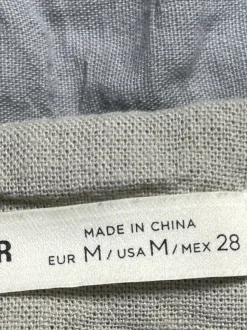 R
MADE IN CHINA
EUR M / USA M / MEX 28